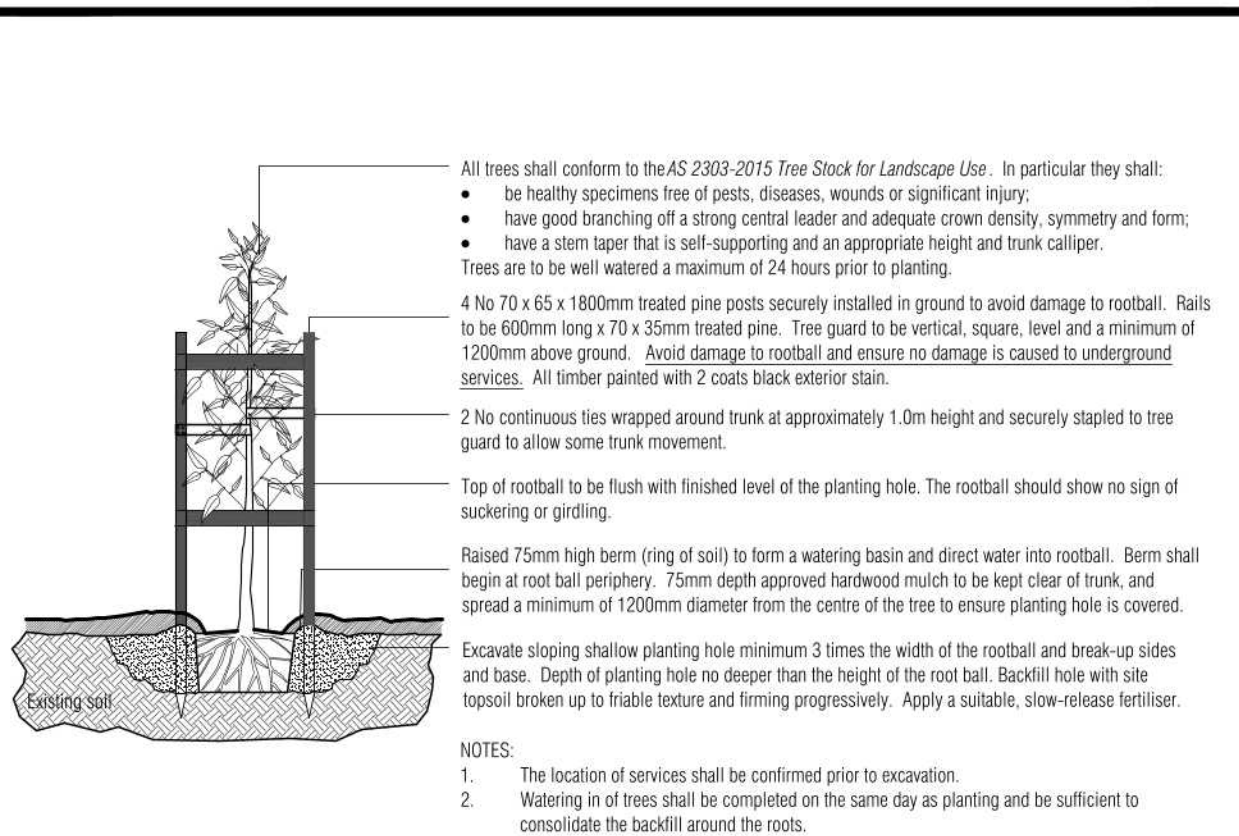 All trees shall conform to the AS 2303-2015 Tree Stock for Landscape Use. In particular they shall:
• be healthy specimens free of pests, diseases, wounds or significant injury;
• have good branching off a strong central leader and adequate crown density, symmetry and form;
• have a stem taper that is self-supporting and an appropriate height and trunk calliper.
Trees are to be well watered a maximum of 24 hours prior to planting.
4 No 70 x 65 x 1800mm treated pine posts securely installed in ground to avoid damage to rootball. Rails
to be 600mm long x 70 x 35mm treated pine. Tree guard to be vertical, square, level and a minimum of
1200mm above ground. Avoid damage to rootball and ensure no damage is caused to underground
services. All timber painted with 2 coats black exterior stain.
2 No continuous ties wrapped around trunk at approximately 1.0m height and securely stapled to tree
guard to allow some trunk movement.
Top of rootball to be flush with finished level of the planting hole. The rootball should show no sign of
suckering or girdling.
Raised 75mm high berm (ring of soil) to form a watering basin and direct water into rootball. Berm shall
begin at root ball periphery. 75mm depth approved hardwood mulch to be kept clear of trunk, and
spread a minimum of 1200mm diameter from the centre of the tree to ensure planting hole is covered.
Excavate sloping shallow planting hole minimum 3 times the width of the rootball and break-up sides
and base. Depth of planting hole no deeper than the height of the root ball. Backfill hole with site
topsoil broken up to friable texture and firming progressively. Apply a suitable, slow-release fertiliser.
Existing soil
NOTES:
1. The location of services shall be confirmed prior to excavation.
2. Watering in of trees shall be completed on the same day as planting and be sufficient to
consolidate the backfill around the roots.